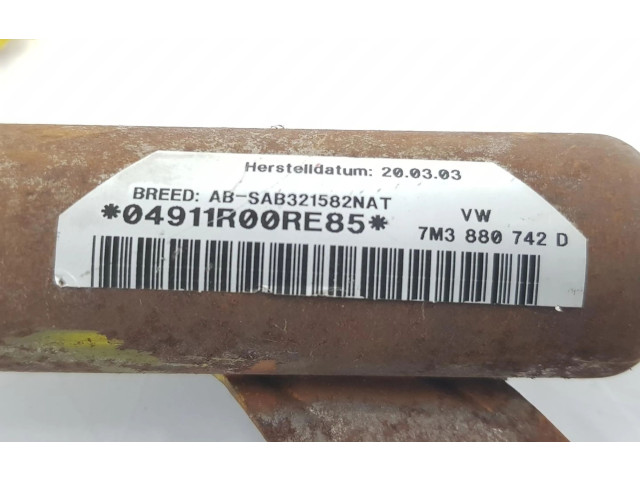 Herstelldatum: 20.03.03
BREED: AB-SAB321582NAT
*04911R00RE85*
VW
7M3 880 742 D